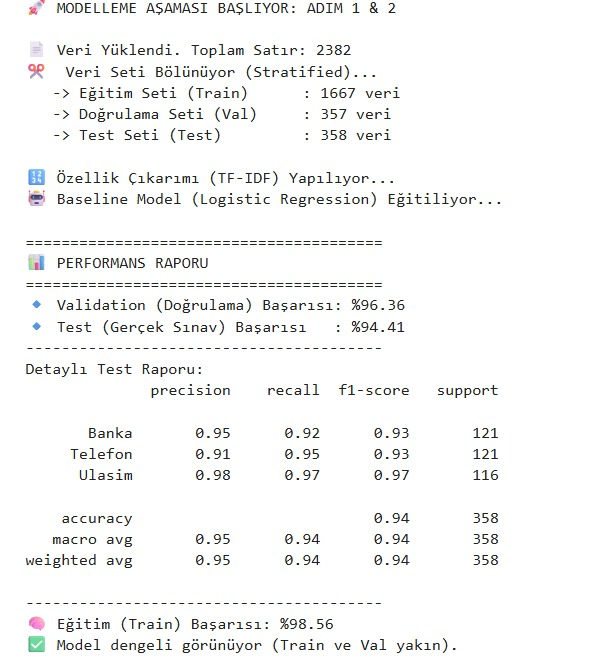 🚀 MODELLEME AŞAMASI BAŞLIYOR: ADIM 1 & 2
📄 Veri Yüklendi. Toplam Satır: 2382
✂️ Veri Seti Bölünüyor (Stratified)...
-> Eğitim Seti (Train) : 1667 veri
-> Doğrulama Seti (Val) : 357 veri
-> Test Seti (Test) : 358 veri
🔢 Özellik Çıkarımı (TF-IDF) Yapılıyor...
🤖 Baseline Model (Logistic Regression) Eğitiliyor...
========================================
📊 PERFORMANS RAPORU
========================================
🔹 Validation (Doğrulama) Başarısı: %96.36
🔹 Test (Gerçek Sınav) Başarısı : %94.41
----------------------------------------
Detaylı Test Raporu:
precision recall f1-score support
Banka 0.95 0.92 0.93 121
Telefon 0.91 0.95 0.93 121
Ulasim 0.98 0.97 0.97 116
accuracy 0.94 358
macro avg 0.95 0.94 0.94 358
weighted avg 0.95 0.94 0.94 358
----------------------------------------
🧠 Eğitim (Train) Başarısı: %98.56
✅ Model dengeli görünüyor (Train ve Val yakın).